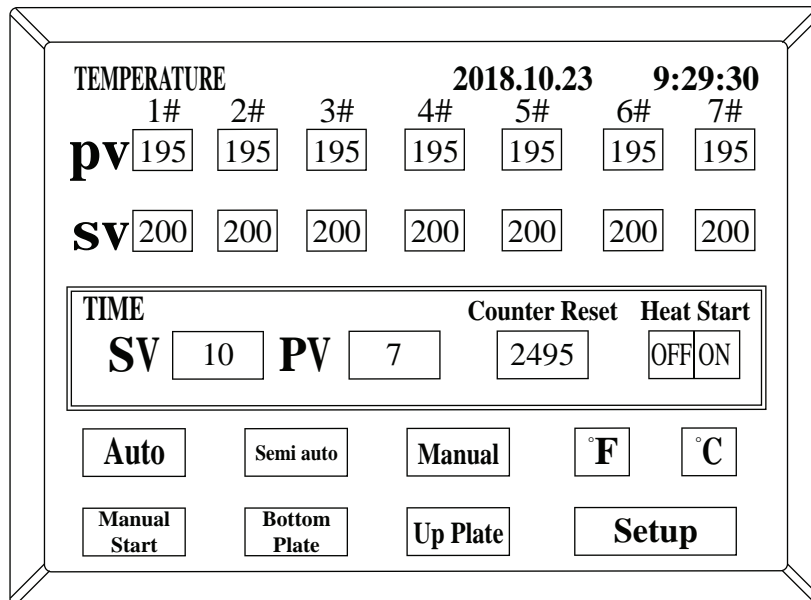 TEMPERATURE 2018.10.23 9:29:30
1# 2# 3# 4# 5# 6# 7#
pv 195 195 195 195 195 195 195
sv 200 200 200 200 200 200 200
TIME Counter Reset Heat Start
SV 10 PV 7 2495 OFF ON
Auto Semi auto Manual °F °C
Manual Start Bottom Plate Up Plate Setup